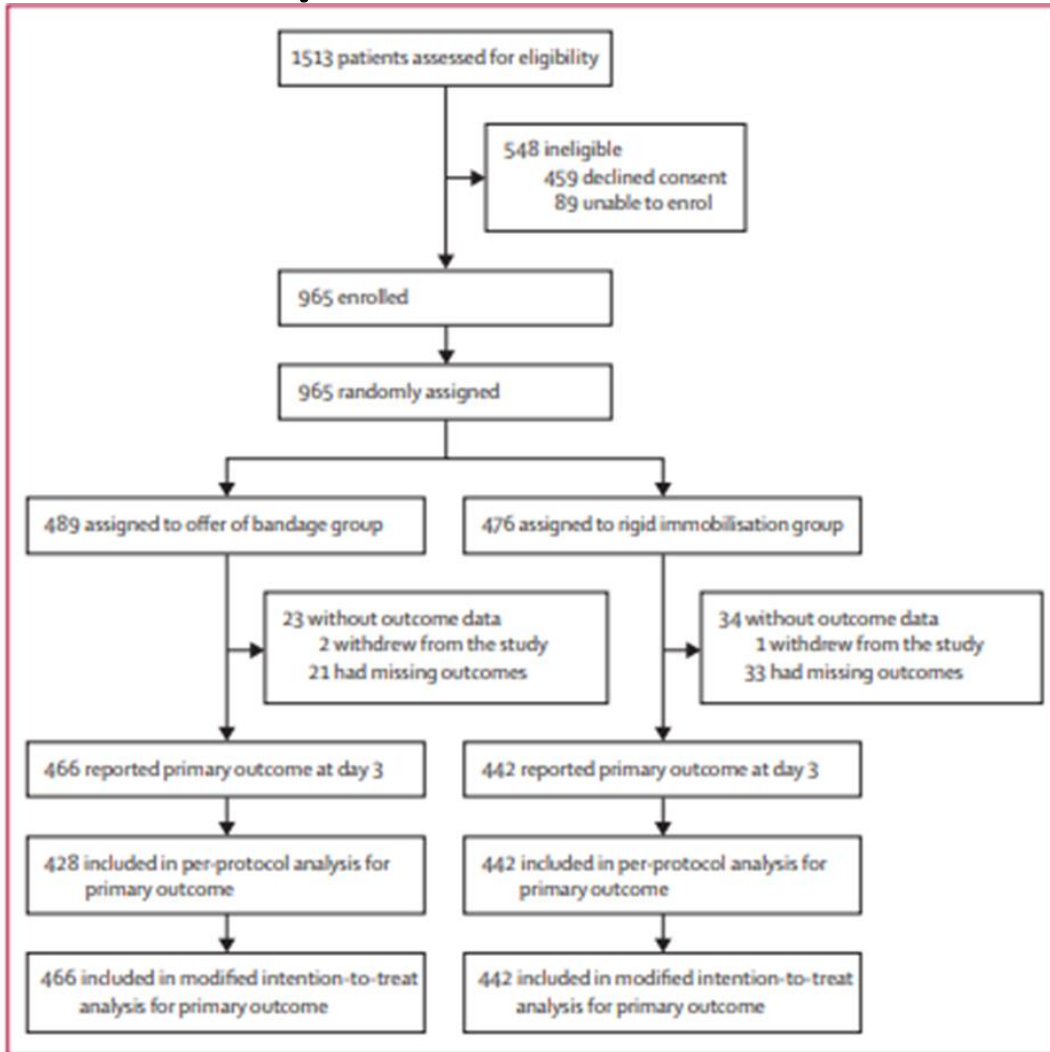 1513 patients assessed for eligibility
548 ineligible
459 declined consent
89 unable to enrol
965 enrolled
965 randomly assigned
489 assigned to offer of bandage group
476 assigned to rigid immobilisation group
23 without outcome data
2 withdrew from the study
21 had missing outcomes
34 without outcome data
1 withdrew from the study
33 had missing outcomes
466 reported primary outcome at day 3
442 reported primary outcome at day 3
428 included in per-protocol analysis for
primary outcome
442 included in per-protocol analysis for
primary outcome
466 included in modified intention-to-treat
analysis for primary outcome
442 included in modified intention-to-treat
analysis for primary outcome